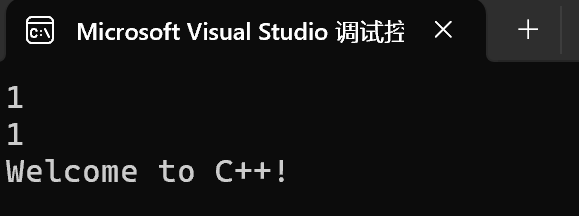 Microsoft Visual Studio 调试控
1
1
Welcome to C++!